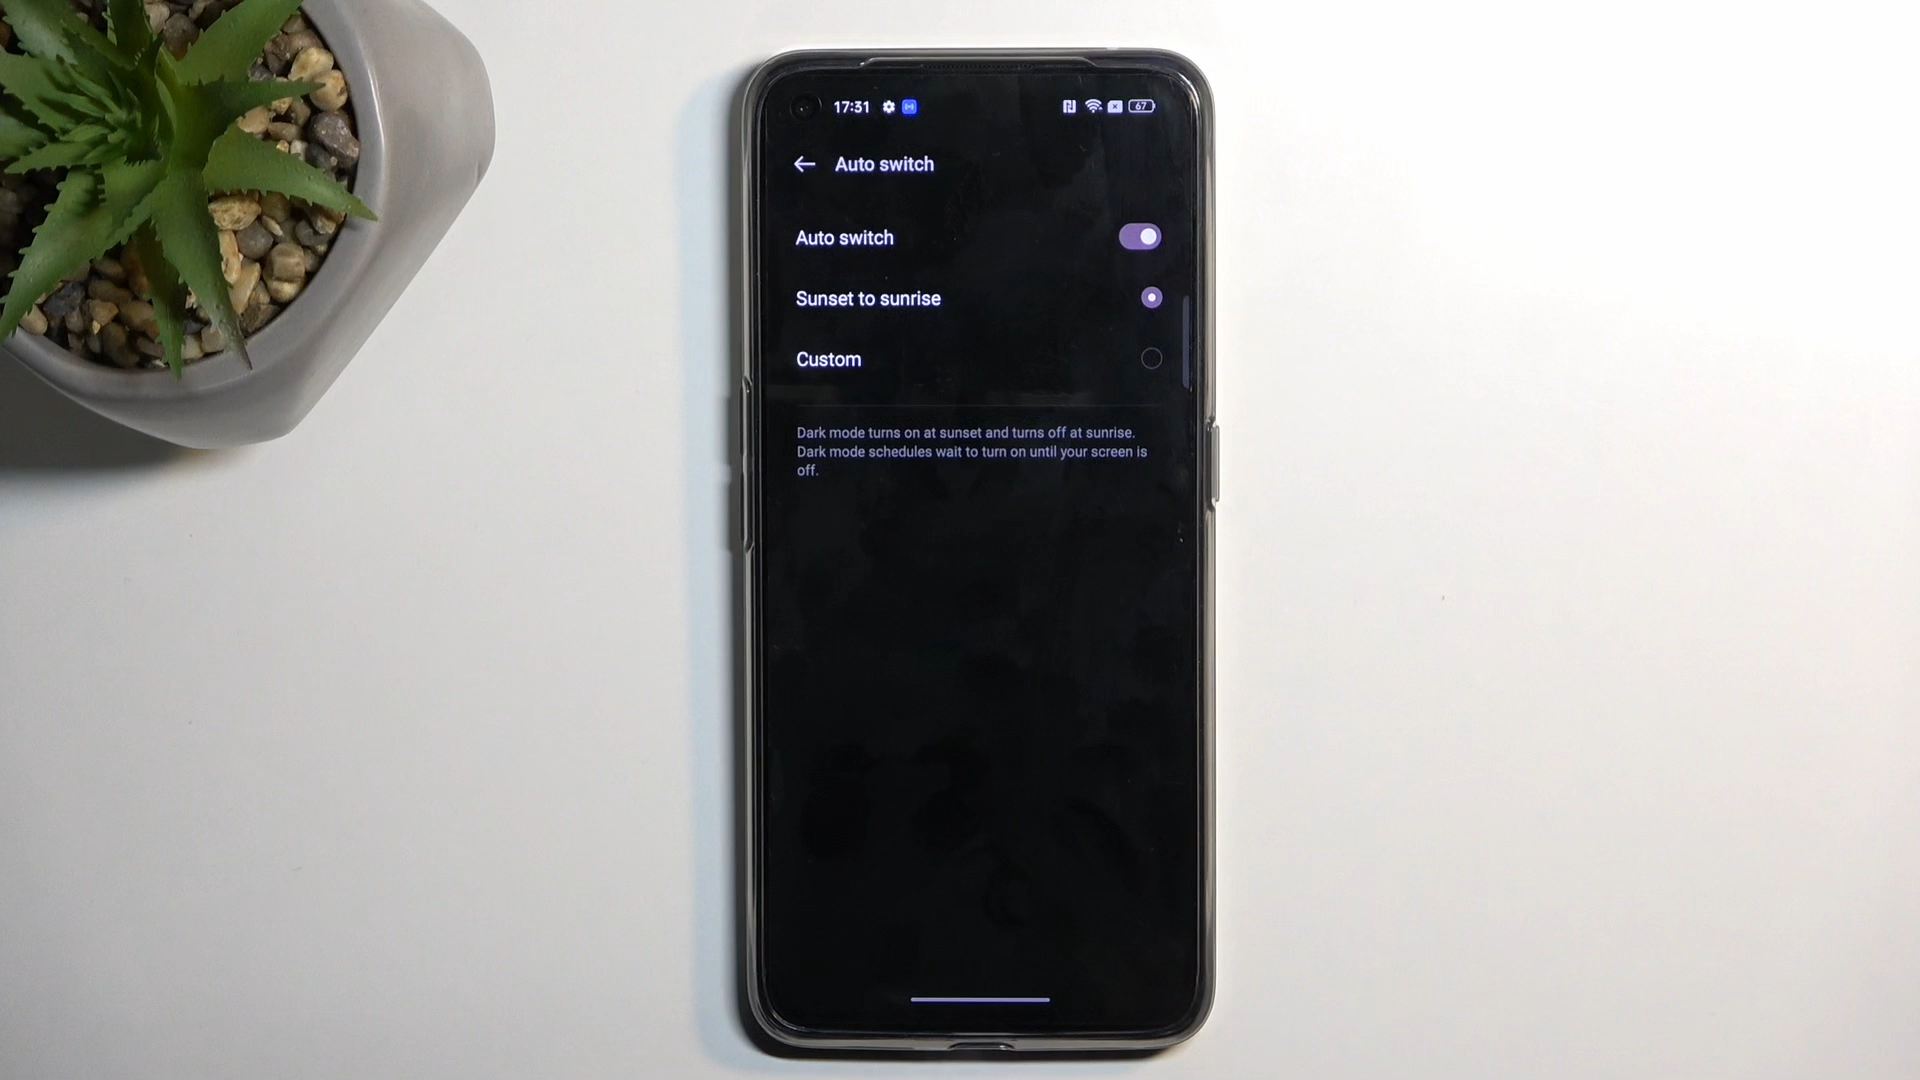 17:31 67
Auto switch
Auto switch
Sunset to sunrise
Custom
Dark mode turns on at sunset and turns off at sunrise.
Dark mode schedules wait to turn on until your screen is
off.